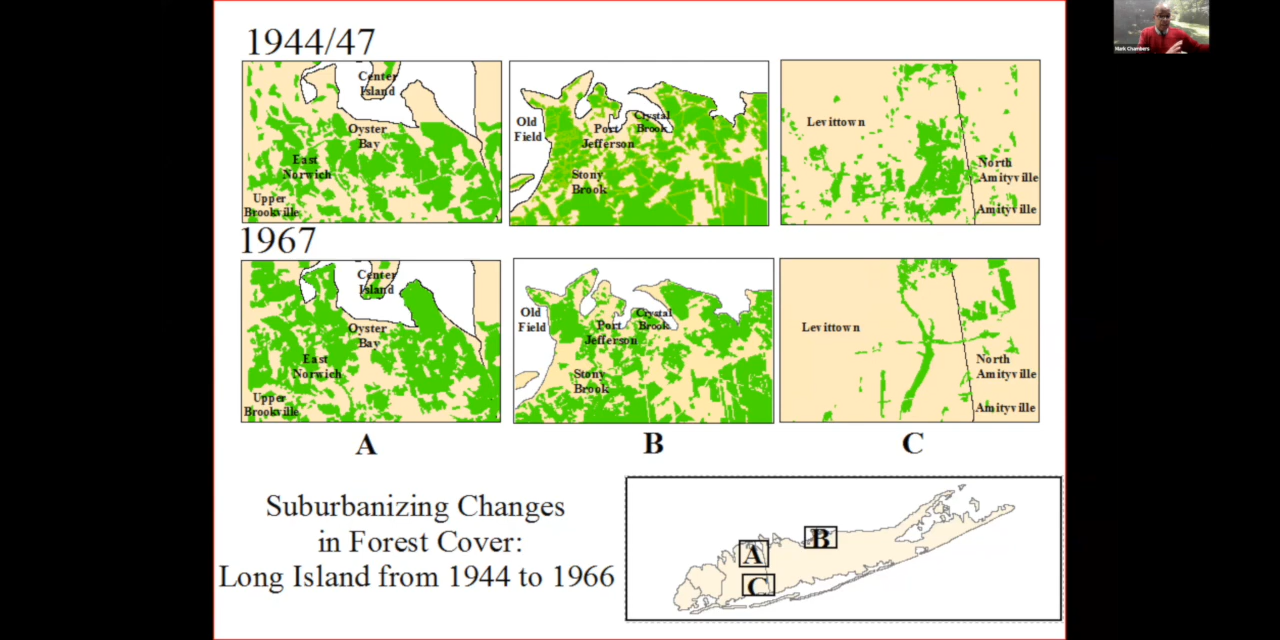 1944/47
Center
Island
Oyster
Bay
East
Norwich
Upper
Brookville
Old
Field
Port
Jefferson
Crystal
Brook
Stony
Brook
Levittown
North
Amityville
Amityville
1967
Center
Island
Oyster
Bay
East
Norwich
Upper
Brookville
Old
Field
Port
Jefferson
Crystal
Brook
Stony
Brook
Levittown
North
Amityville
Amityville
A
B
C
Suburbanizing Changes
in Forest Cover:
Long Island from 1944 to 1966
A
B
C
Mark Chambers